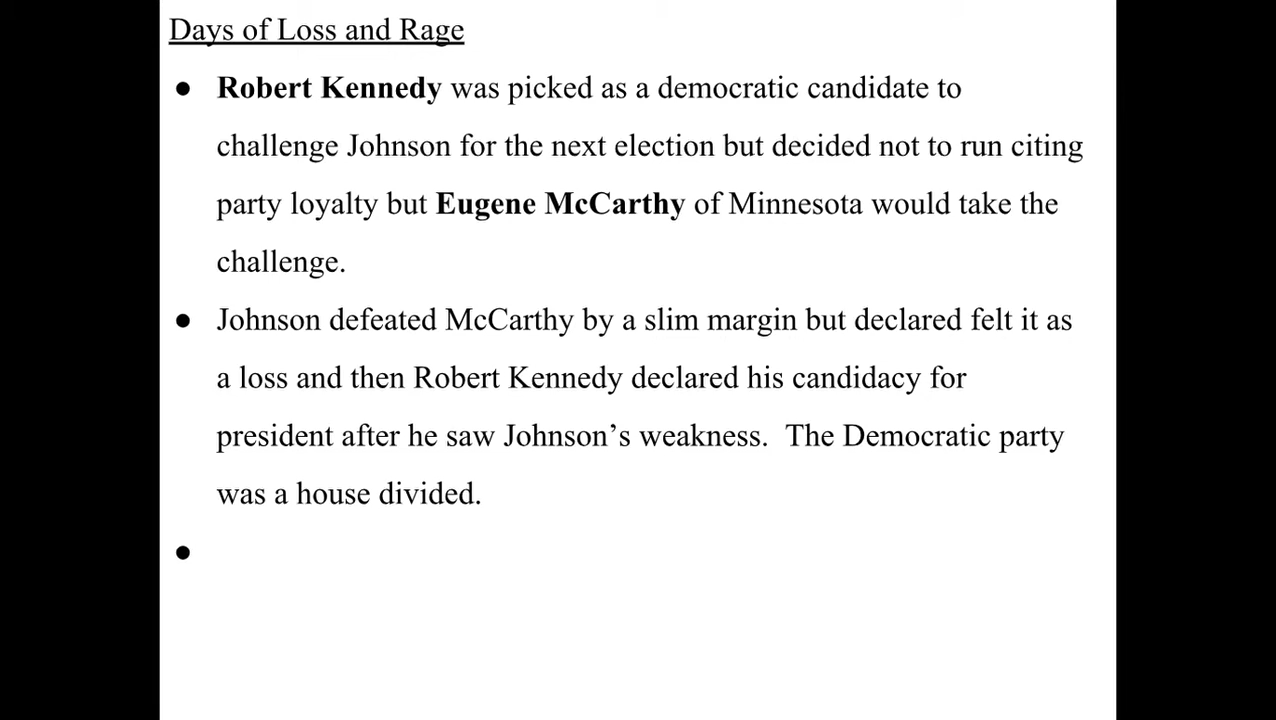 Days of Loss and Rage
● Robert Kennedy was picked as a democratic candidate to
challenge Johnson for the next election but decided not to run citing
party loyalty but Eugene McCarthy of Minnesota would take the
challenge.
● Johnson defeated McCarthy by a slim margin but declared felt it as
a loss and then Robert Kennedy declared his candidacy for
president after he saw Johnson’s weakness.  The Democratic party
was a house divided.
●